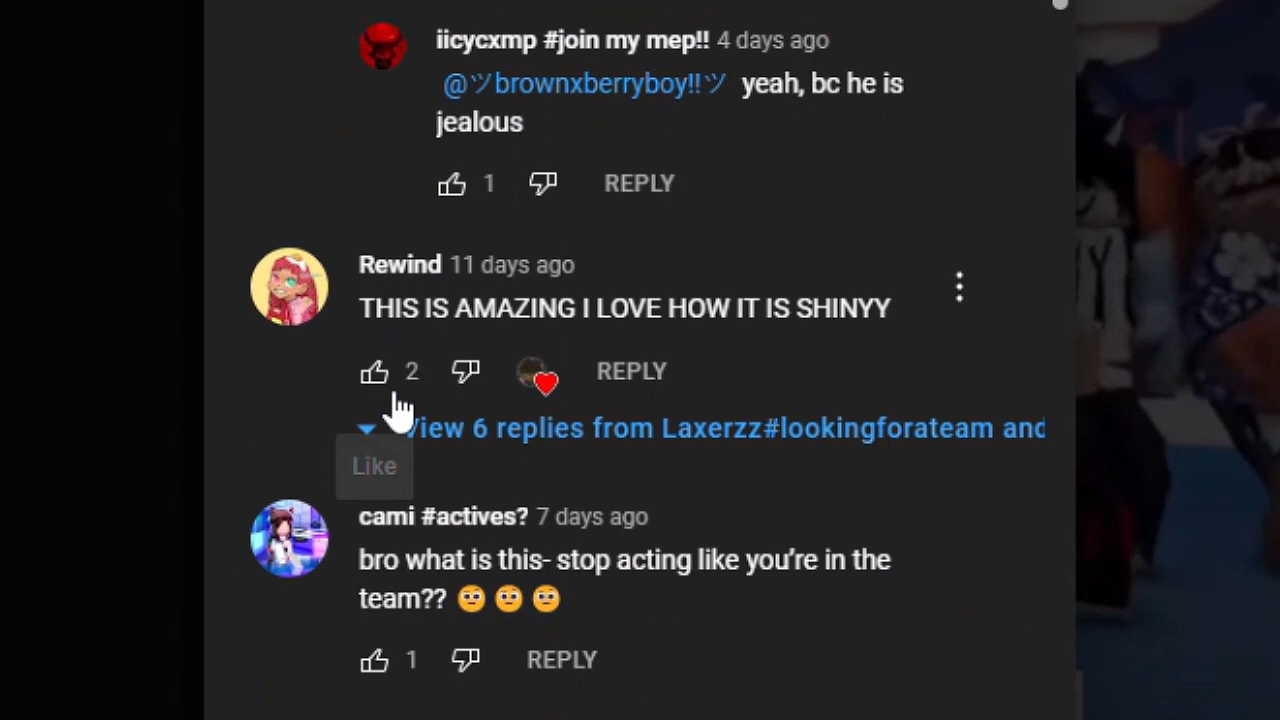 iicycxmp #join my mep!! 4 days ago
@ツbrownxberryboy!!ツ yeah, bc he is
jealous
1 REPLY
Rewind 11 days ago
THIS IS AMAZING I LOVE HOW IT IS SHINYY
2 REPLY
View 6 replies from Laxerzz#lookingforateam and
Like
cami #actives? 7 days ago
bro what is this- stop acting like you’re in the
team?? 🥺 🥺 🥺
1 REPLY